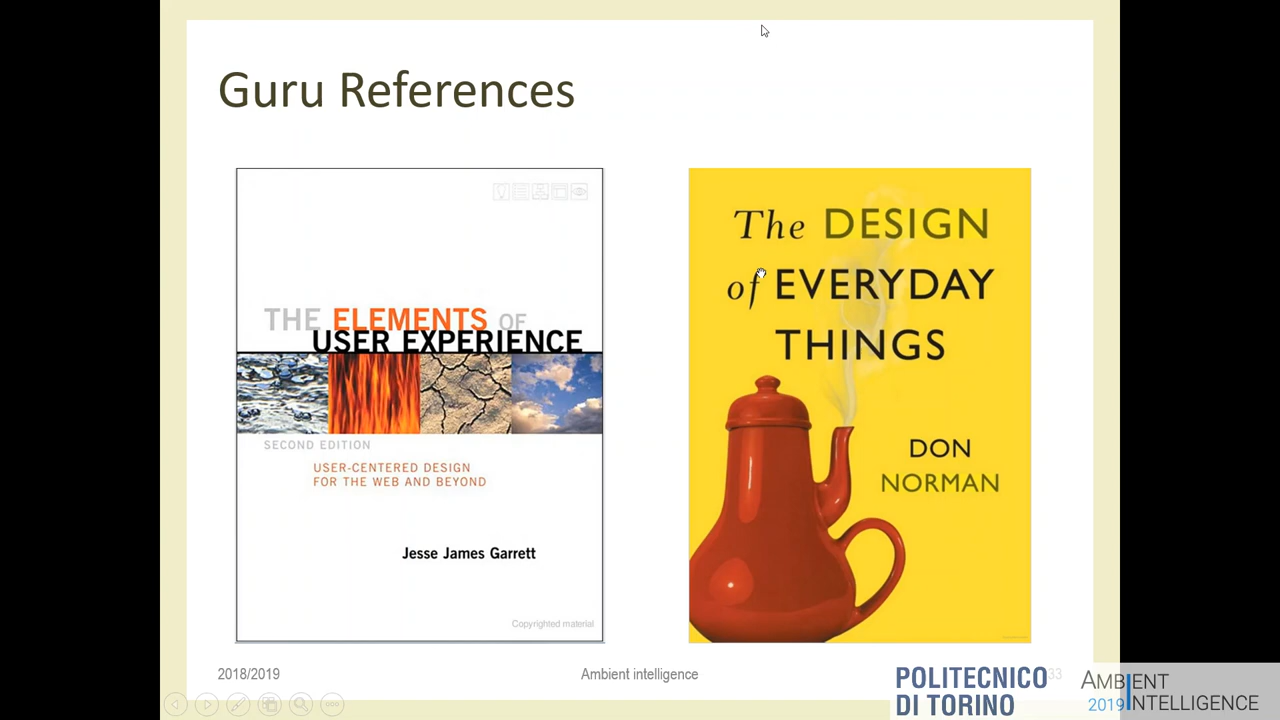 Guru References
THE ELEMENTS OF
USER EXPERIENCE
SECOND EDITION
USER-CENTERED DESIGN
FOR THE WEB AND BEYOND
Jesse James Garrett
Copyrighted material
The DESIGN
of EVERYDAY
THINGS
DON
NORMAN
2018/2019
Ambient intelligence
33
POLITECNICO
DI TORINO
AMBIENT
2019 INTELLIGENCE